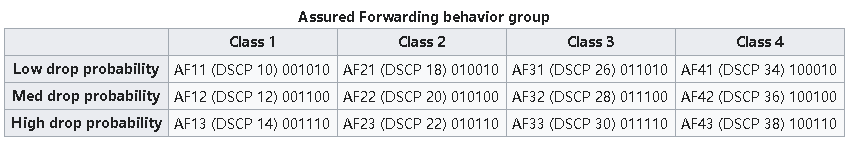 Assured Forwarding behavior group
Class 1 Class 2 Class 3 Class 4
Low drop probability AF11 (DSCP 10) 001010 AF21 (DSCP 18) 010010 AF31 (DSCP 26) 011010 AF41 (DSCP 34) 100010
Med drop probability AF12 (DSCP 12) 001100 AF22 (DSCP 20) 010100 AF32 (DSCP 28) 011100 AF42 (DSCP 36) 100100
High drop probability AF13 (DSCP 14) 001110 AF23 (DSCP 22) 010110 AF33 (DSCP 30) 011110 AF43 (DSCP 38) 100110